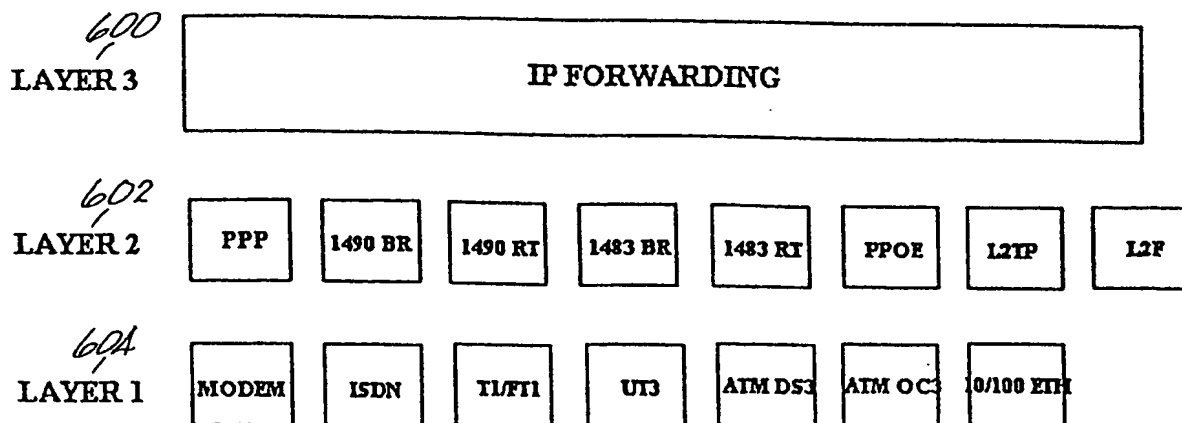 600
LAYER 3
IP FORWARDING
602
LAYER 2
PPP
1490 BR
1490 RT
1483 BR
1483 RT
PPOE
L2TP
L2F
604
LAYER 1
MODEM
ISDN
T1/FT1
UT3
ATM DS3
ATM OC3
10/100 ETH